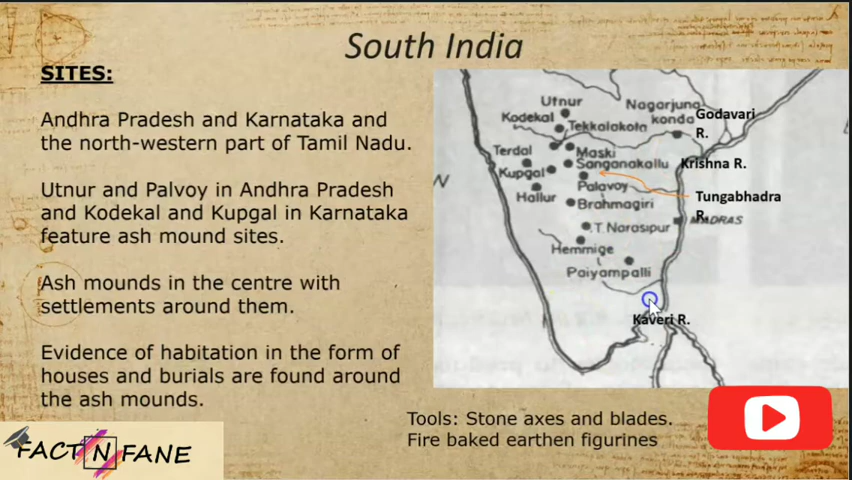 South India
SITES:
Andhra Pradesh and Karnataka and
the north-western part of Tamil Nadu.
Utnur and Palvoy in Andhra Pradesh
and Kodekal and Kupgal in Karnataka
feature ash mound sites.
Ash mounds in the centre with
settlements around them.
Evidence of habitation in the form of
houses and burials are found around
the ash mounds.
Utnur
Nagarjuna
konda
Godavari
R.
Kodekal
Tekkalakota
Terdal
Maski
Sanganakallu
Krishna R.
Kupgal
Palavoy
Hallur
Brahmagiri
Tungabhadra
R.
MADRAS
T. Narasipur
Hemmige
Paiyampalli
Kaveri R.
Tools: Stone axes and blades.
Fire baked earthen figurines
FACT N FANE